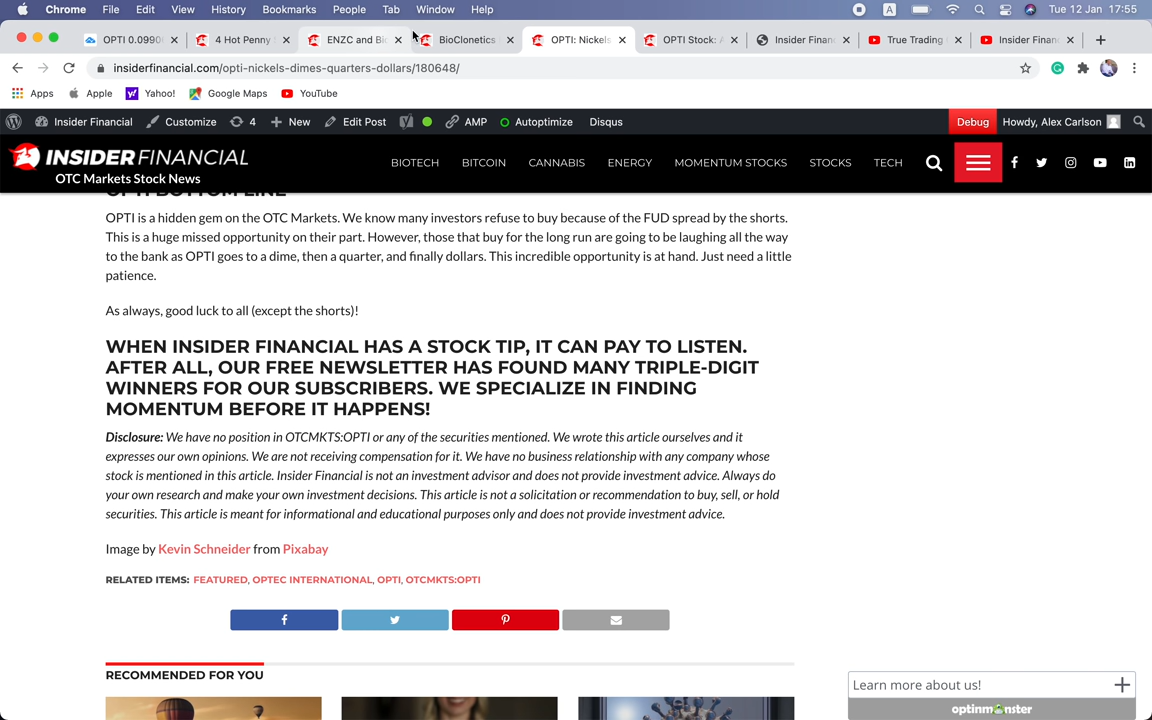 Chrome File Edit View History Bookmarks People Tab Window Help A Tue 12 Jan 17:55
OPTI 0.0990 4 Hot Penny ENZC and Bi BioClonetics OPTI: Nickels OPTI Stock: A Insider Finan True Trading Insider Finan
insiderfinancial.com/opti-nickels-dimes-quarters-dollars/180648/
Apps Apple Yahoo! Google Maps YouTube
Insider Financial Customize 4 New Edit Post AMP Autoptimize Disqus Debug Howdy, Alex Carlson
INSIDER FINANCIAL
OTC Markets Stock News
BIOTECH BITCOIN CANNABIS ENERGY MOMENTUM STOCKS STOCKS TECH
OPTI BOTTOM LINE
OPTI is a hidden gem on the OTC Markets. We know many investors refuse to buy because of the FUD spread by the shorts.
This is a huge missed opportunity on their part. However, those that buy for the long run are going to be laughing all the way
to the bank as OPTI goes to a dime, then a quarter, and finally dollars. This incredible opportunity is at hand. Just need a little
patience.
As always, good luck to all (except the shorts)!
WHEN INSIDER FINANCIAL HAS A STOCK TIP, IT CAN PAY TO LISTEN.
AFTER ALL, OUR FREE NEWSLETTER HAS FOUND MANY TRIPLE-DIGIT
WINNERS FOR OUR SUBSCRIBERS. WE SPECIALIZE IN FINDING
MOMENTUM BEFORE IT HAPPENS!
Disclosure: We have no position in OTCMKTS:OPTI or any of the securities mentioned. We wrote this article ourselves and it
expresses our own opinions. We are not receiving compensation for it. We have no business relationship with any company whose
stock is mentioned in this article. Insider Financial is not an investment advisor and does not provide investment advice. Always do
your own research and make your own investment decisions. This article is not a solicitation or recommendation to buy, sell, or hold
securities. This article is meant for informational and educational purposes only and does not provide investment advice.
Image by Kevin Schneider from Pixabay
RELATED ITEMS: FEATURED, OPTEC INTERNATIONAL, OPTI, OTCMKTS:OPTI
RECOMMENDED FOR YOU
Learn more about us!
optinmonster